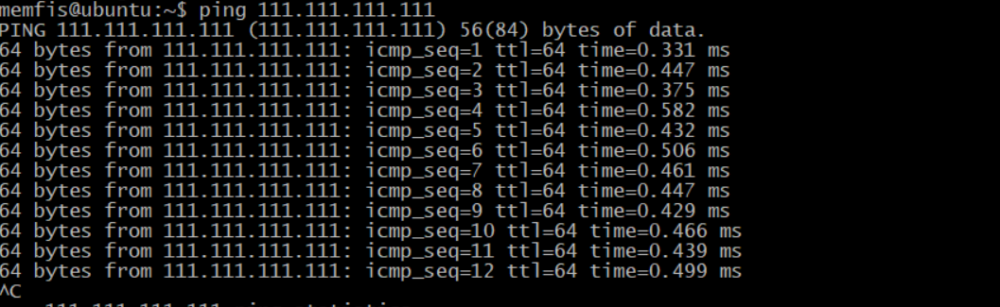 memfis@ubuntu:~$ ping 111.111.111.111
PING 111.111.111.111 (111.111.111.111) 56(84) bytes of data.
64 bytes from 111.111.111.111: icmp_seq=1 ttl=64 time=0.331 ms
64 bytes from 111.111.111.111: icmp_seq=2 ttl=64 time=0.447 ms
64 bytes from 111.111.111.111: icmp_seq=3 ttl=64 time=0.375 ms
64 bytes from 111.111.111.111: icmp_seq=4 ttl=64 time=0.582 ms
64 bytes from 111.111.111.111: icmp_seq=5 ttl=64 time=0.432 ms
64 bytes from 111.111.111.111: icmp_seq=6 ttl=64 time=0.506 ms
64 bytes from 111.111.111.111: icmp_seq=7 ttl=64 time=0.461 ms
64 bytes from 111.111.111.111: icmp_seq=8 ttl=64 time=0.447 ms
64 bytes from 111.111.111.111: icmp_seq=9 ttl=64 time=0.429 ms
64 bytes from 111.111.111.111: icmp_seq=10 ttl=64 time=0.466 ms
64 bytes from 111.111.111.111: icmp_seq=11 ttl=64 time=0.439 ms
64 bytes from 111.111.111.111: icmp_seq=12 ttl=64 time=0.499 ms
^C